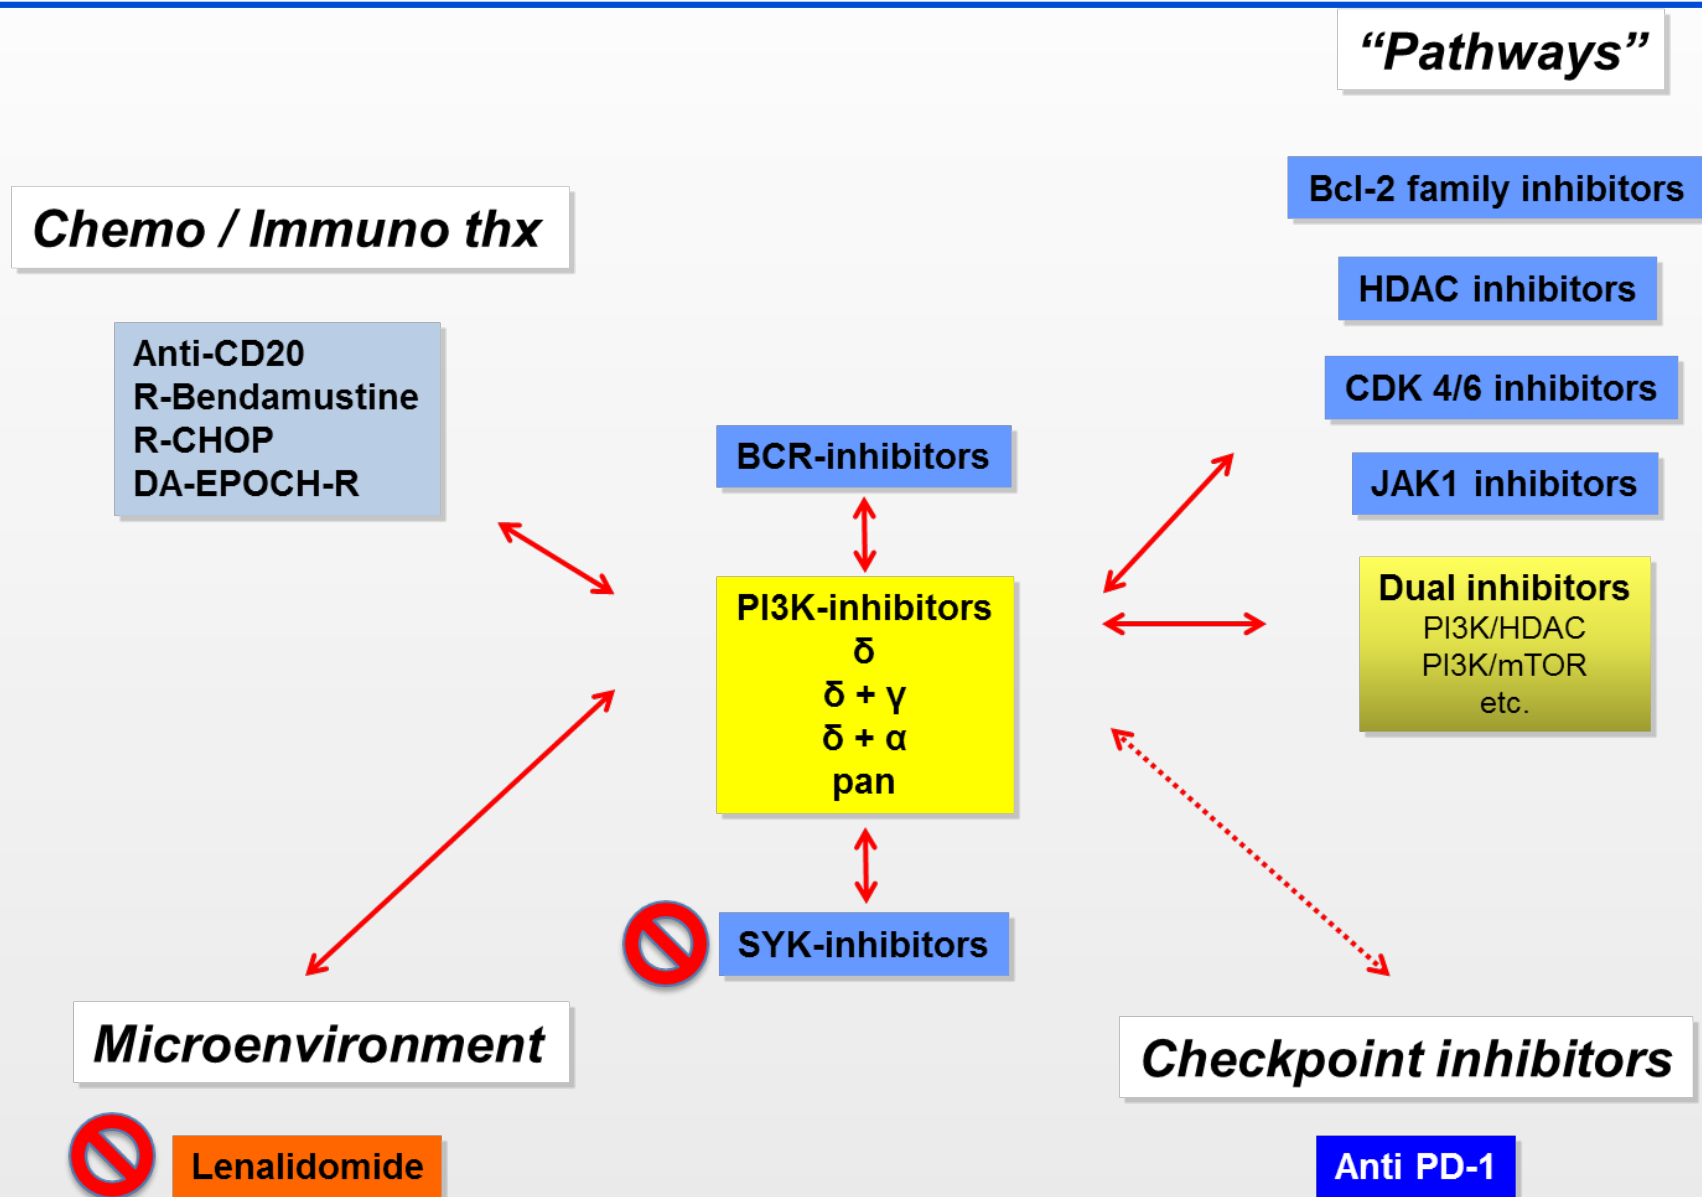 “Pathways”
Chemo / Immuno thx
Anti-CD20
R-Bendamustine
R-CHOP
DA-EPOCH-R
Bcl-2 family inhibitors
HDAC inhibitors
CDK 4/6 inhibitors
JAK1 inhibitors
Dual inhibitors
PI3K/HDAC
PI3K/mTOR
etc.
BCR-inhibitors
PI3K-inhibitors
δ
δ + γ
δ + α
pan
SYK-inhibitors
Microenvironment
Lenalidomide
Checkpoint inhibitors
Anti PD-1